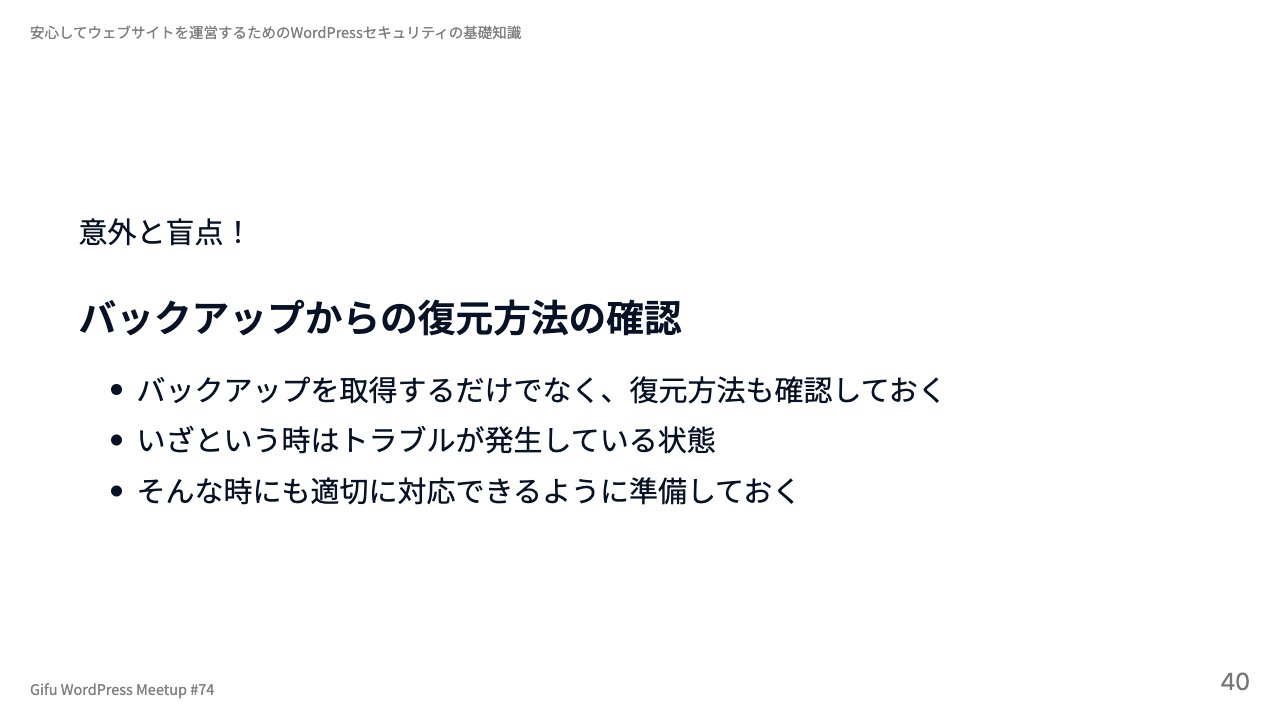 安心してウェブサイトを運営するためのWordPressセキュリティの基礎知識
意外と盲点！
バックアップからの復元方法の確認
• バックアップを取得するだけでなく、復元方法も確認しておく
• いざという時はトラブルが発生している状態
• そんな時にも適切に対応できるように準備しておく
Gifu WordPress Meetup #74
40